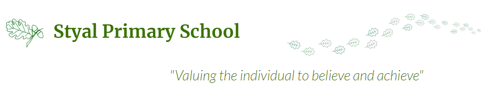 Styal Primary School
"Valuing the individual to believe and achieve"